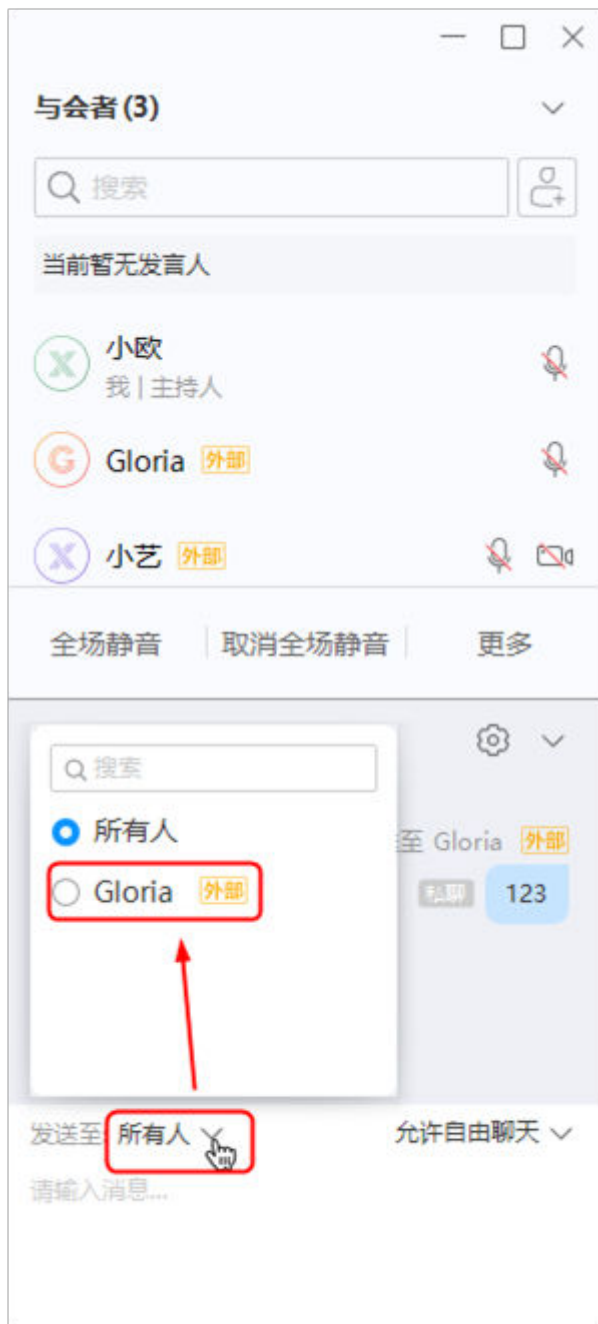 与会者(3)
搜索
当前暂无发言人
X 小欧
我 | 主持人
G Gloria 外部
X 小艺 外部
全场静音 取消全场静音 更多
搜索
所有人
至 Gloria 外部
Gloria 外部
私聊 123
发送至: 所有人 允许自由聊天
请输入消息...